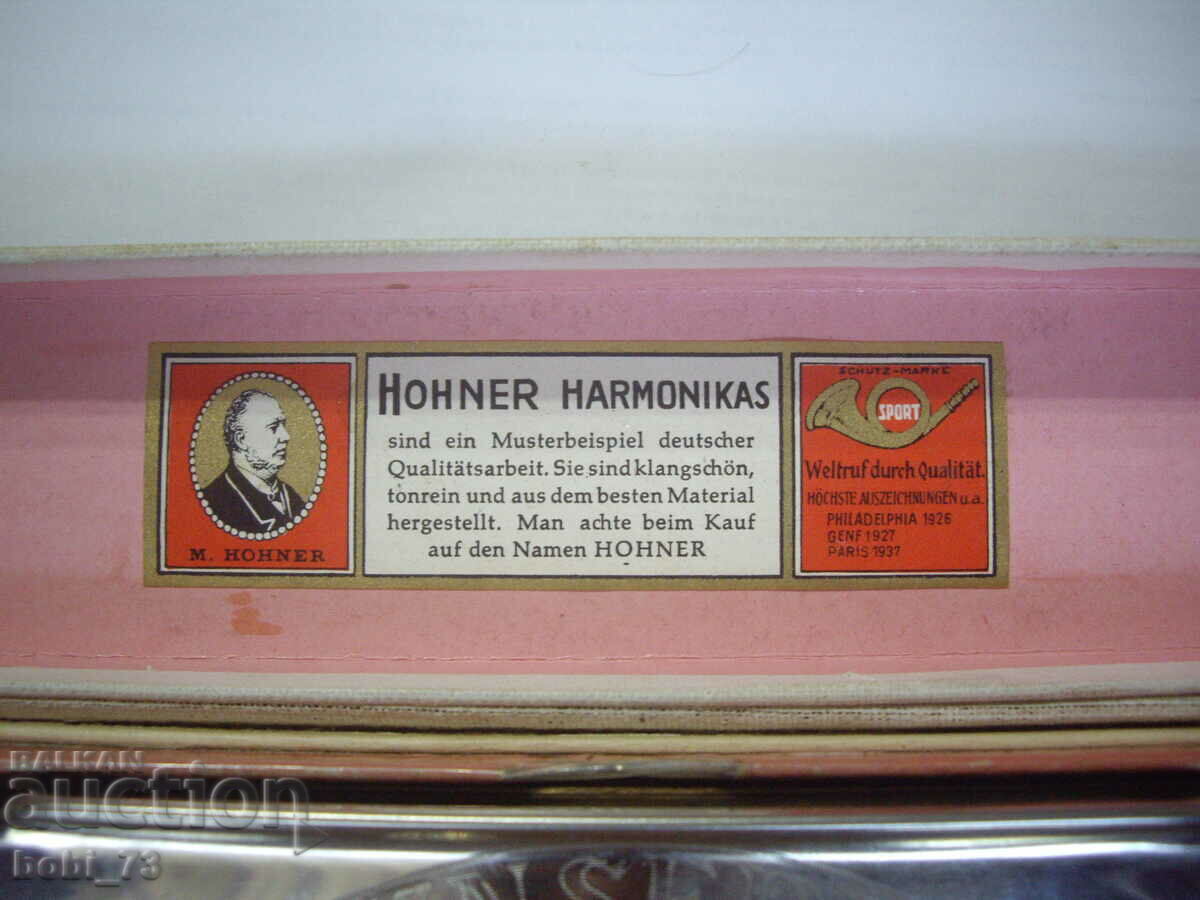 M. HOHNER
HOHNER HARMONIKAS
sind ein Musterbeispiel deutscher
Qualitätsarbeit. Sie sind klangschön,
tonrein und aus dem besten Material
hergestellt. Man achte beim Kauf
auf den Namen HOHNER
SCHUTZ-MARKE
SPORT
Weltruf durch Qualität.
HÖCHSTE AUSZEICHNUNGEN u.a.
PHILADELPHIA 1926
GENF 1927
PARIS 1937
BALKAN
auction
bobi_73